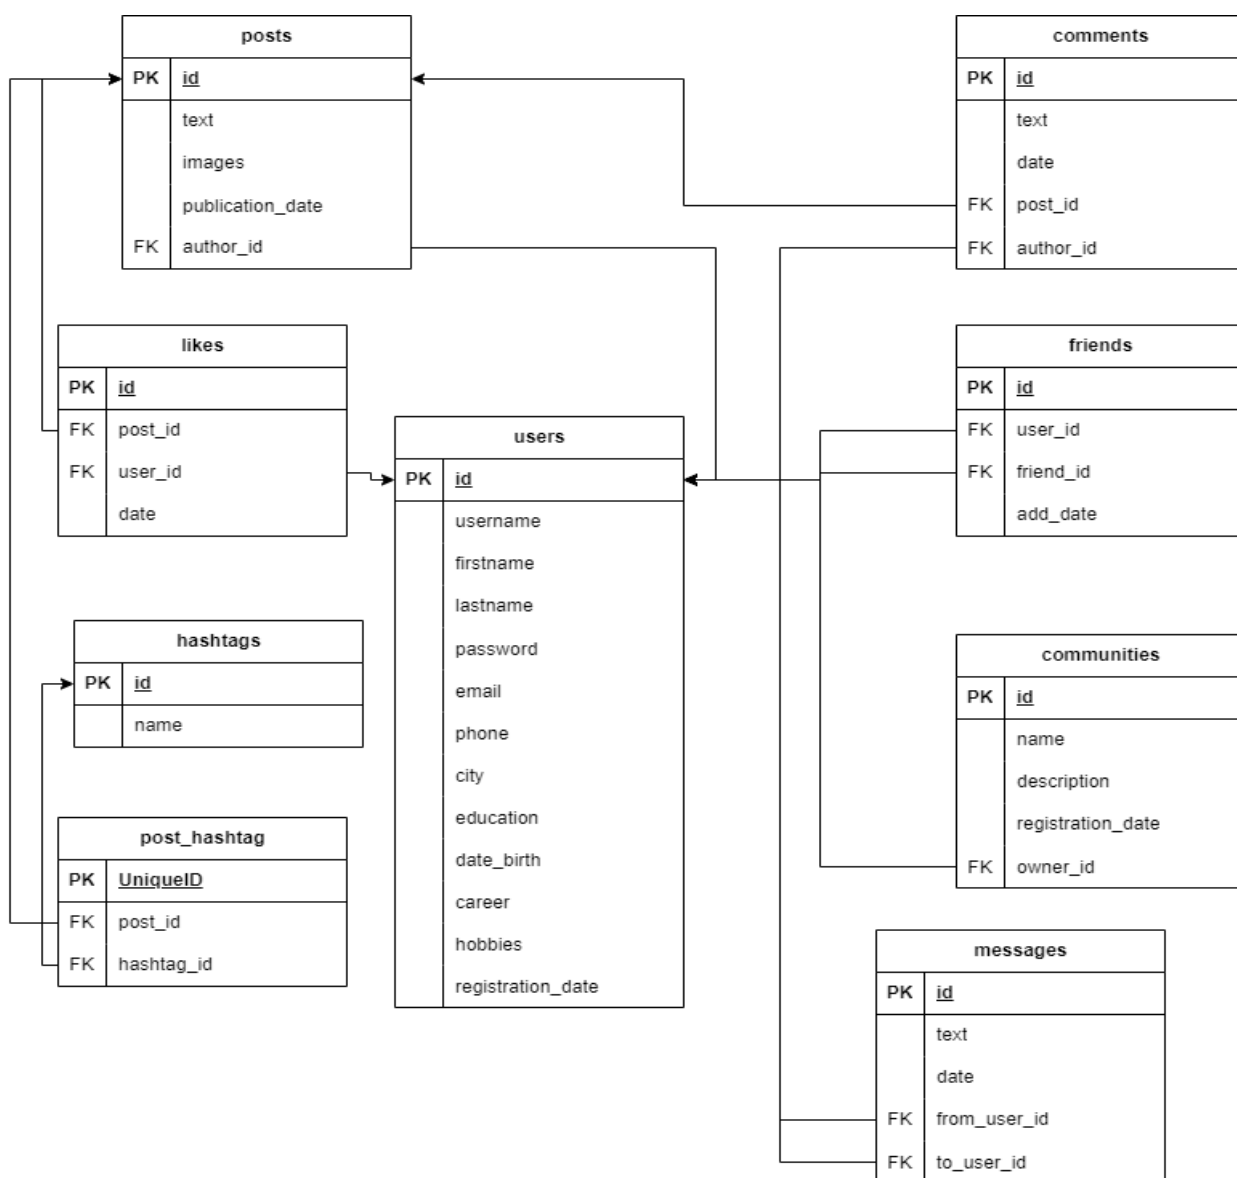 posts
PK id
text
images
publication_date
FK author_id
comments
PK id
text
date
FK post_id
FK author_id
likes
PK id
FK post_id
FK user_id
date
users
PK id
username
firstname
lastname
password
email
phone
city
education
date_birth
career
hobbies
registration_date
friends
PK id
FK user_id
FK friend_id
add_date
hashtags
PK id
name
communities
PK id
name
description
registration_date
FK owner_id
post_hashtag
PK UniqueID
FK post_id
FK hashtag_id
messages
PK id
text
date
FK from_user_id
FK to_user_id